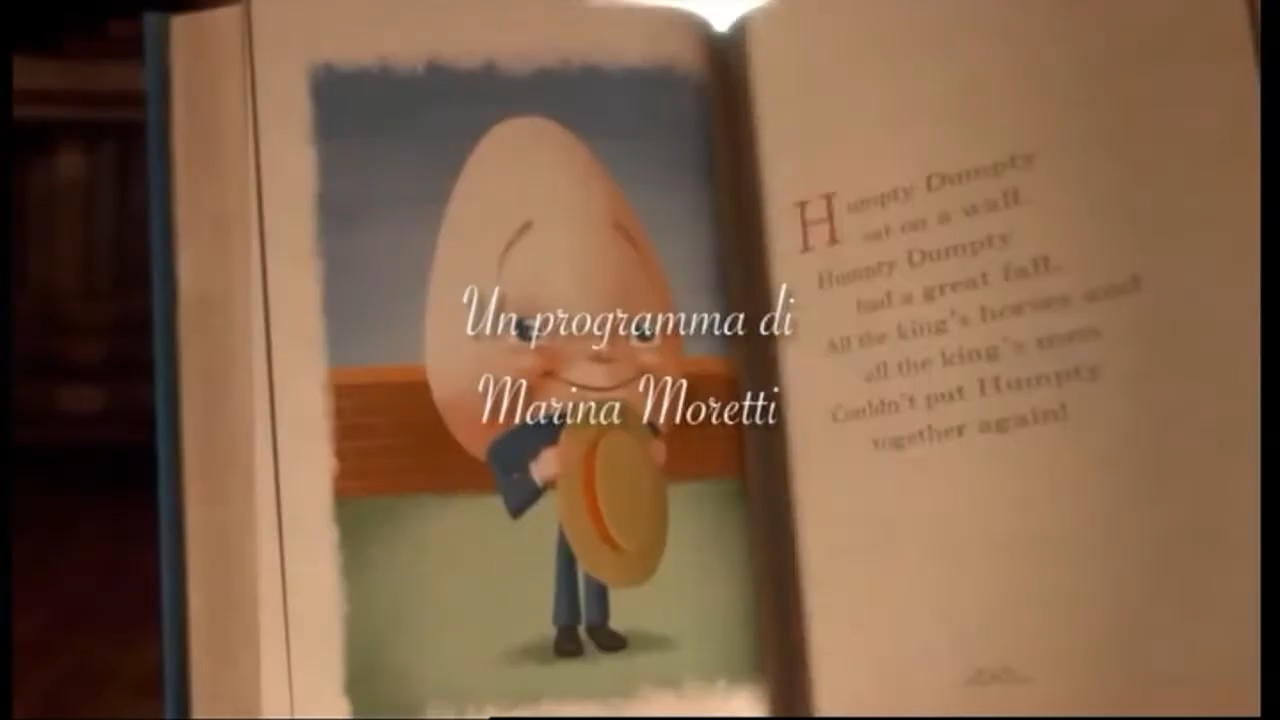 Un programma di
Marina Moretti
Humpty Dumpty
sat on a wall.
Humpty Dumpty
had a great fall.
All the king's horses and
all the king's men
Couldn't put Humpty
together again!